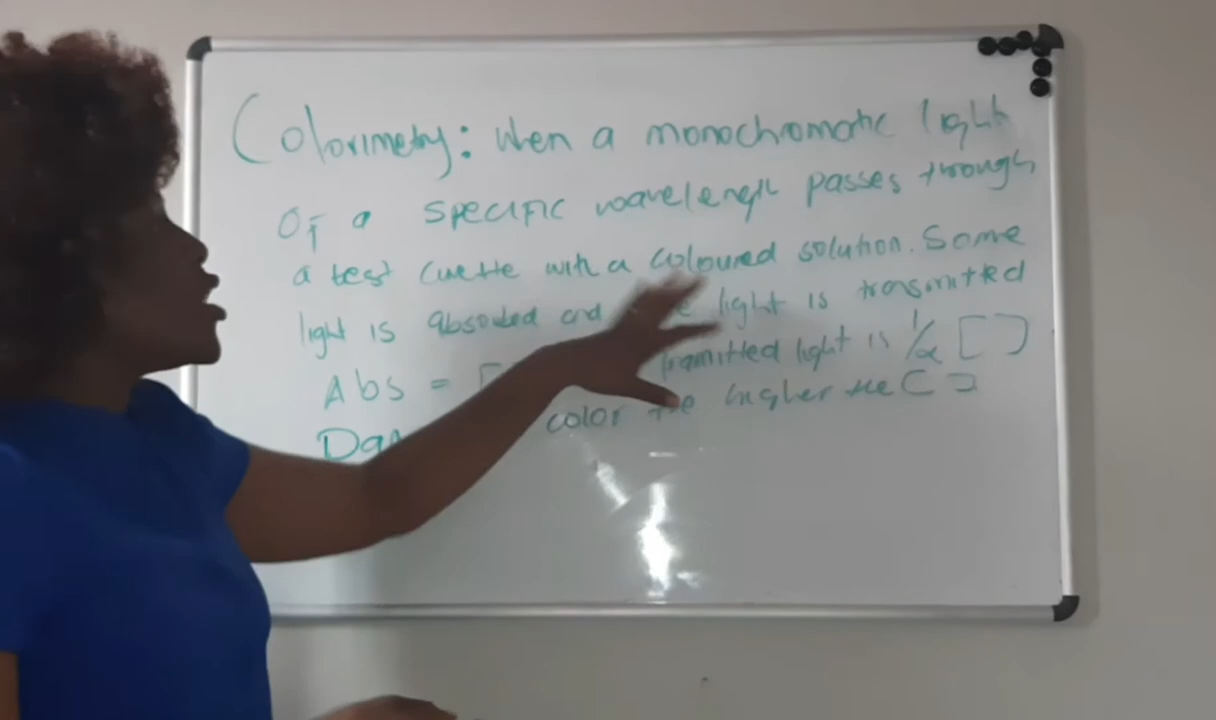 Colorimetry: When a monochromatic light
Of a specific wavelength passes through
a test cuvette with a coloured solution. Some
light is absorbed and light is transmitted
Abs = [ tramitted light is 1/α [ ]
color the higher the [ ]